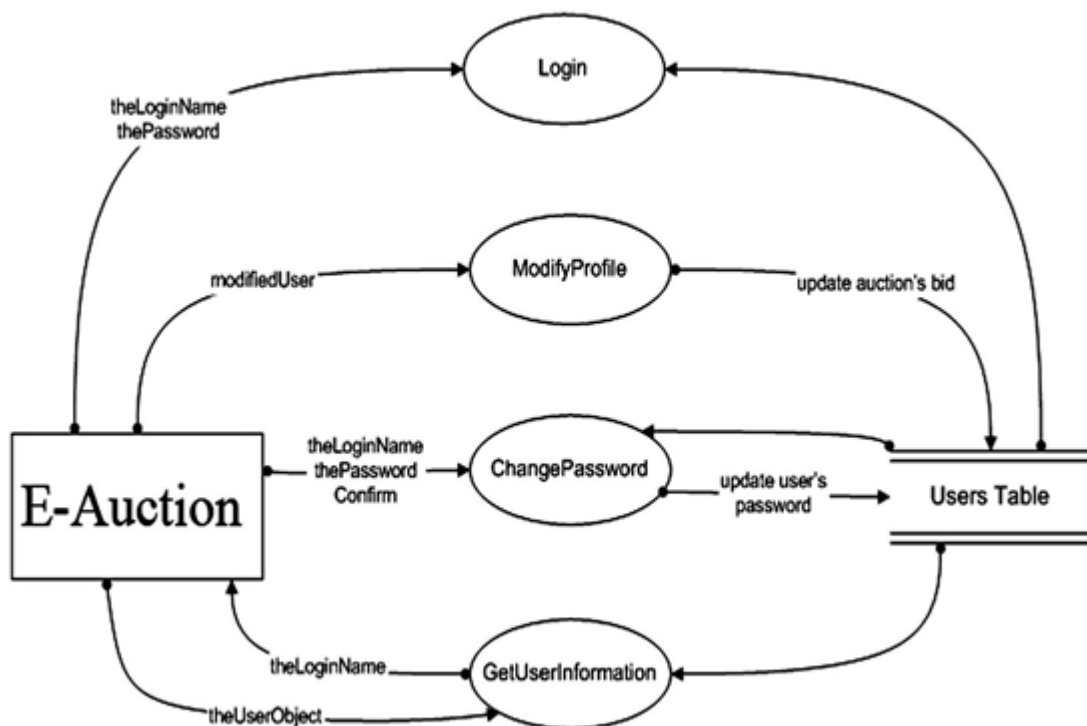 Login
theLoginName
thePassword
ModifyProfile
modifiedUser
update auction's bid
theLoginName
thePassword
Confirm
ChangePassword
update user's
password
E-Auction
Users Table
theLoginName
GetUserInformation
theUserObject